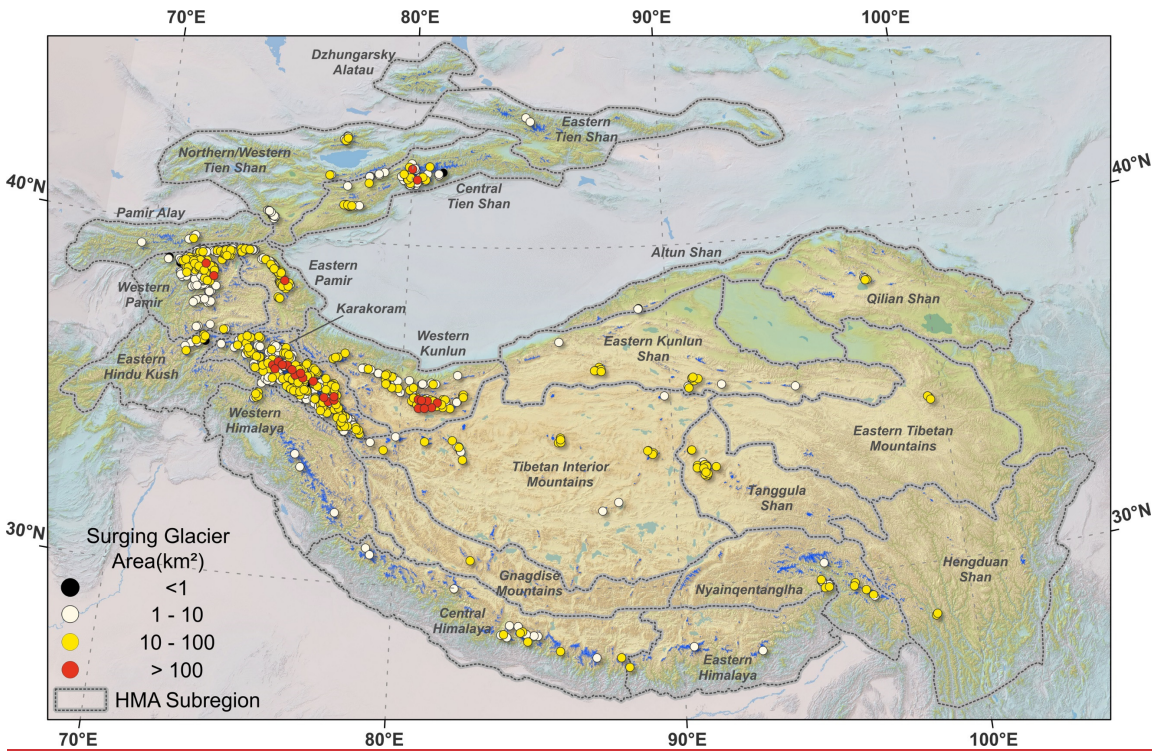 70°E
80°E
90°E
100°E
Dzhungarsky
Alatau
Eastern
Tien Shan
Northern/Western
Tien Shan
40°N
40°N
Central
Tien Shan
Pamir Alay
Altun Shan
Eastern
Pamir
Western
Pamir
Qilian Shan
Karakoram
Western
Kunlun
Eastern Kunlun
Shan
Eastern
Hindu Kush
Western
Himalaya
Eastern Tibetan
Mountains
Tibetan Interior
Mountains
Tanggula
Shan
30°N
30°N
Surging Glacier
Area(km²)
<1
1 - 10
10 - 100
> 100
HMA Subregion
Hengduan
Shan
Gnagdise
Mountains
Nyainqentanglha
Central
Himalaya
Eastern
Himalaya
70°E
80°E
90°E
100°E